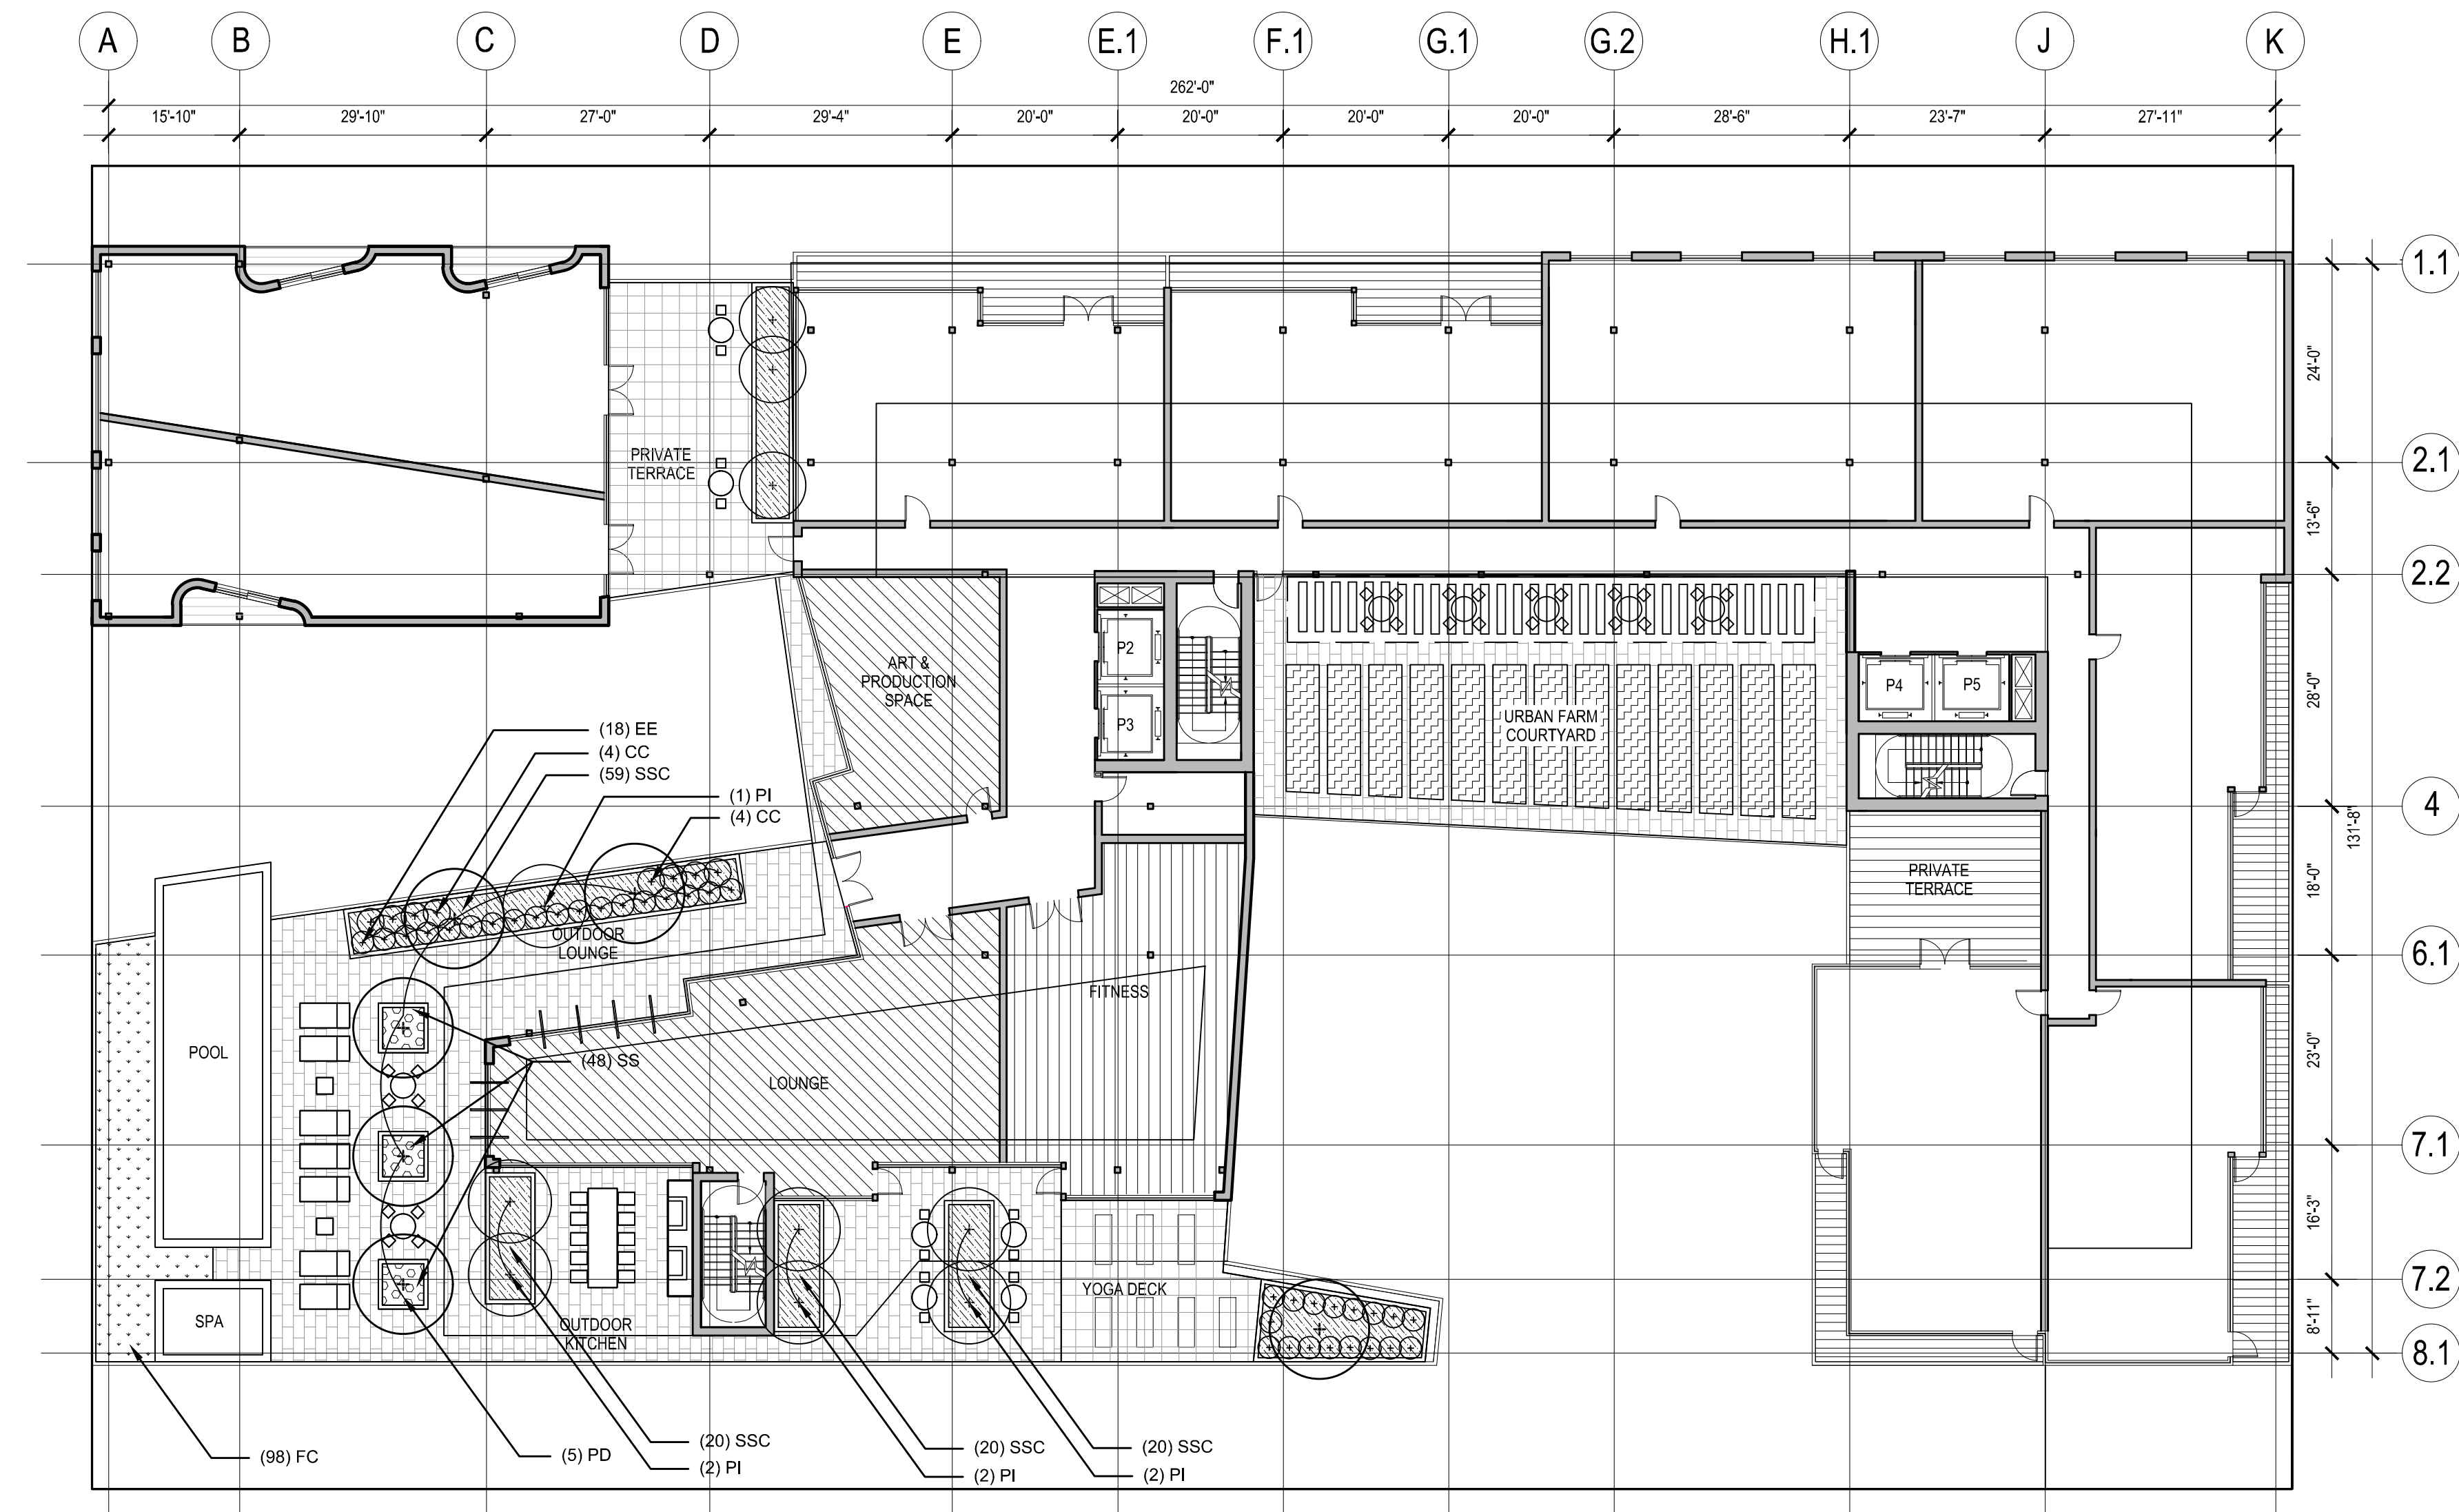 A B C D E E.1 F.1 G.1 G.2 H.1 J K
262'-0"
15'-10" 29'-10" 27'-0" 29'-4" 20'-0" 20'-0" 20'-0" 20'-0" 28'-6" 23'-7" 27'-11"
1.1
24'-0"
2.1
13'-6"
2.2
28'-0"
4
131'-8"
18'-0"
6.1
23'-0"
7.1
16'-3"
7.2
8'-11"
8.1
PRIVATE
TERRACE
ART &
PRODUCTION
SPACE
P2
P3
URBAN FARM
COURTYARD
P4
P5
(18) EE
(4) CC
(59) SSC
(1) PI
(4) CC
PRIVATE
TERRACE
OUTDOOR
LOUNGE
FITNESS
POOL
(48) SS
LOUNGE
YOGA DECK
SPA
OUTDOOR
KITCHEN
(98) FC
(5) PD
(20) SSC
(2) PI
(20) SSC
(2) PI
(20) SSC
(2) PI